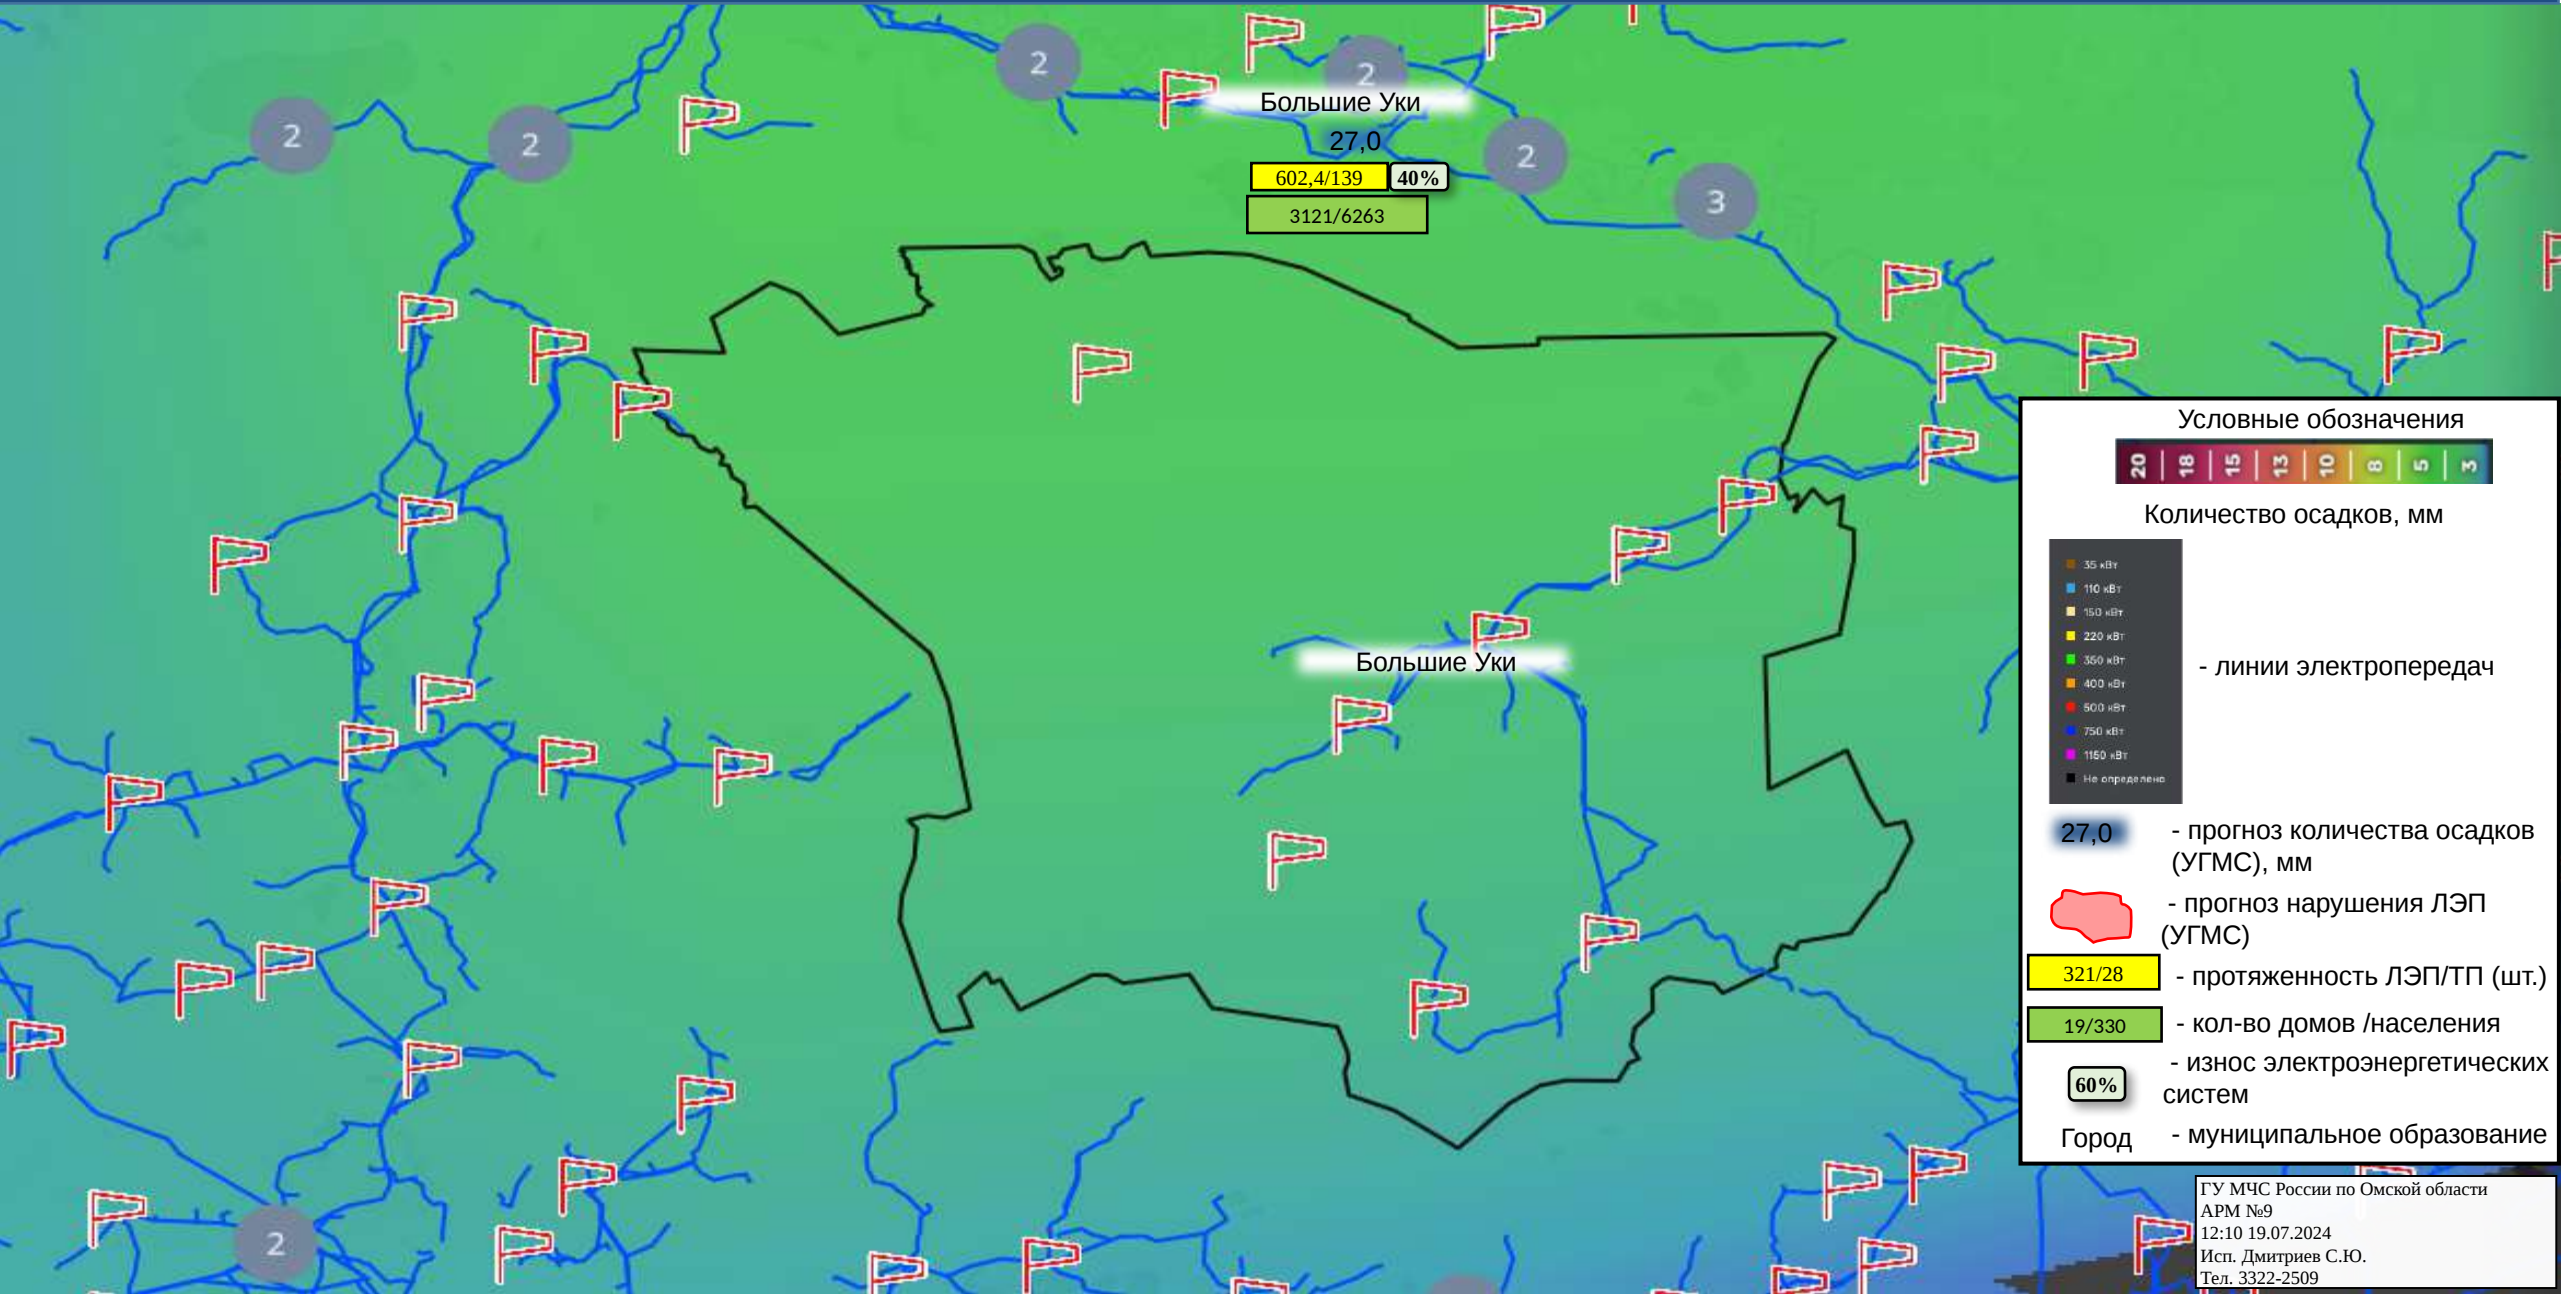 2
2
2
2
2
3
Большие Уки
27,0
602,4/139
40%
3121/6263
Большие Уки
2
Условные обозначения
20
18
15
13
10
8
5
3
Количество осадков, мм
35 кВт
110 кВт
150 кВт
220 кВт
350 кВт
400 кВт
500 кВт
750 кВт
1150 кВт
Не определено
- линии электропередач
27,0
- прогноз количества осадков
(УГМС), мм
- прогноз нарушения ЛЭП
(УГМС)
321/28
- протяженность ЛЭП/ТП (шт.)
19/330
- кол-во домов /населения
60%
- износ электроэнергетических
систем
Город
- муниципальное образование
ГУ МЧС России по Омской области
АРМ №9
12:10 19.07.2024
Исп. Дмитриев С.Ю.
Тел. 3322-2509